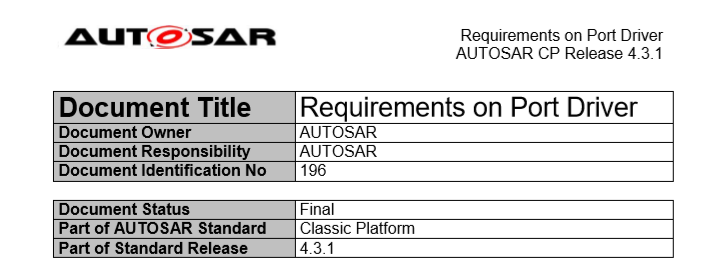 AUTOSAR
Requirements on Port Driver
AUTOSAR CP Release 4.3.1
Document Title Requirements on Port Driver
Document Owner AUTOSAR
Document Responsibility AUTOSAR
Document Identification No 196
Document Status Final
Part of AUTOSAR Standard Classic Platform
Part of Standard Release 4.3.1